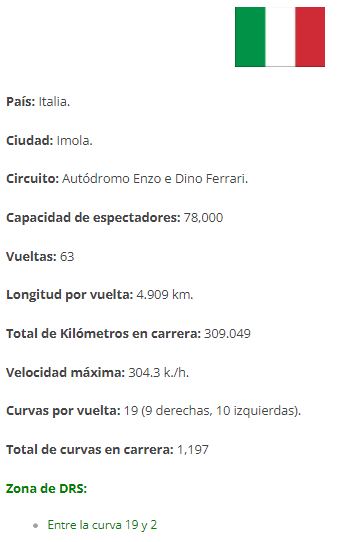 País: Italia.
Ciudad: Imola.
Circuito: Autódromo Enzo e Dino Ferrari.
Capacidad de espectadores: 78,000
Vueltas: 63
Longitud por vuelta: 4.909 km.
Total de Kilómetros en carrera: 309.049
Velocidad máxima: 304.3 k./h.
Curvas por vuelta: 19 (9 derechas, 10 izquierdas).
Total de curvas en carrera: 1,197
Zona de DRS:
Entre la curva 19 y 2